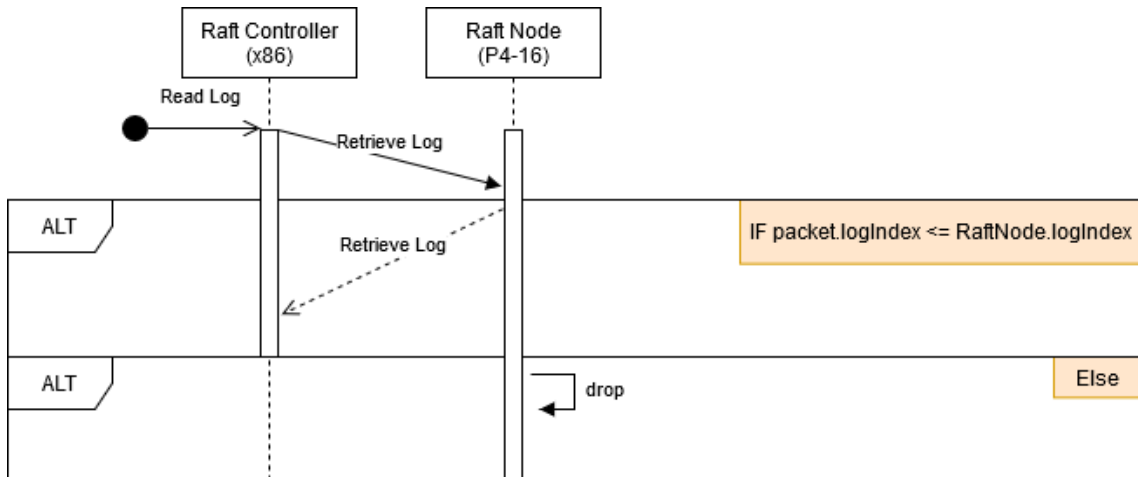 Raft Controller
(x86)
Raft Node
(P4-16)
Read Log
Retrieve Log
ALT
IF packet.logIndex <= RaftNode.logIndex
Retrieve Log
ALT
Else
drop